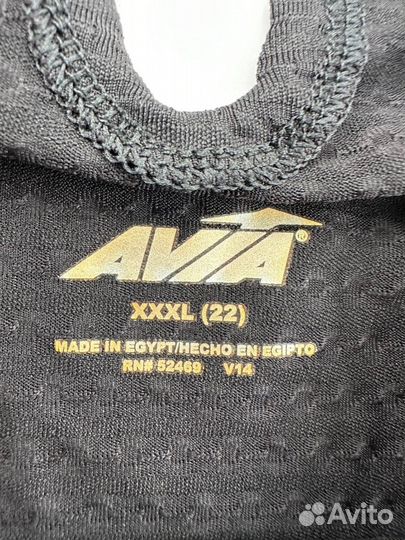 AVIA®
XXXL (22)
MADE IN EGYPT/HECHO EN EGIPTO
RN# 52469 V14
Avito